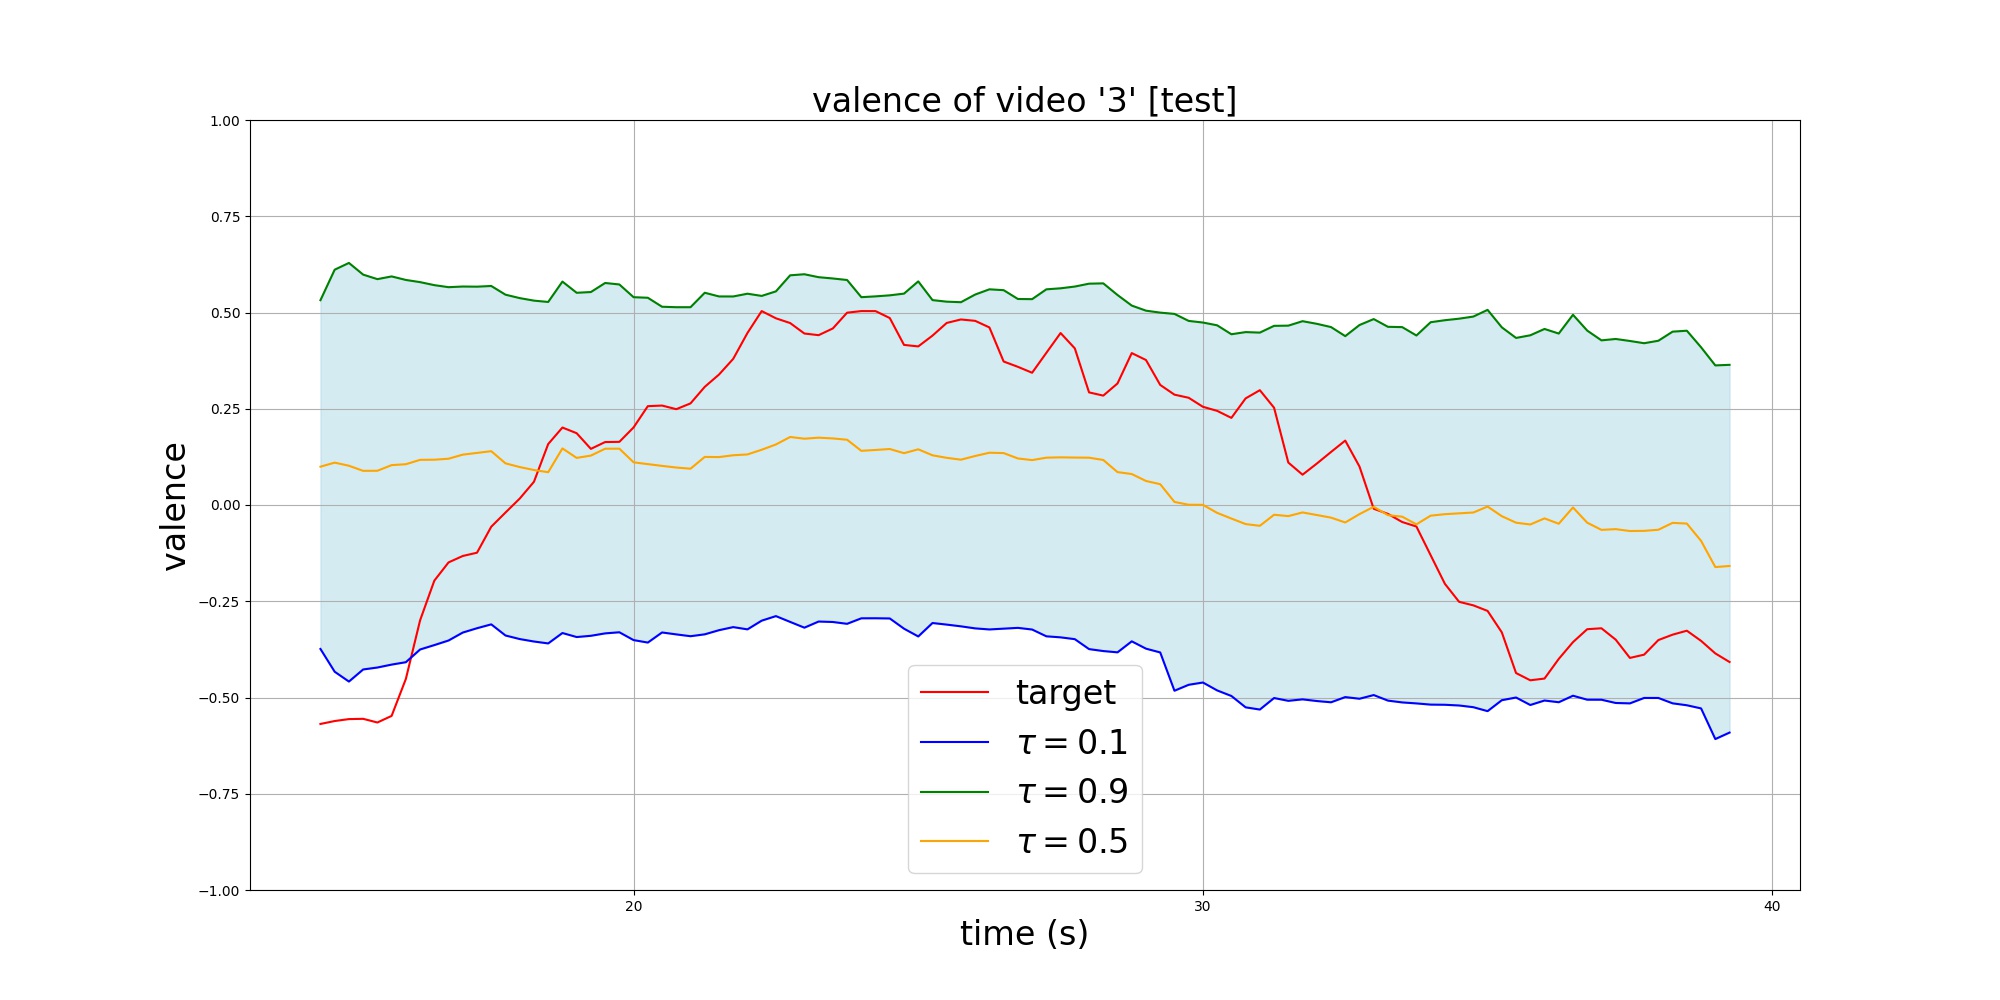 valence of video '3' [test]
1.00
0.75
0.50
0.25
0.00
−0.25
−0.50
−0.75
−1.00
valence
target
τ = 0.1
τ = 0.9
τ = 0.5
20
30
40
time (s)